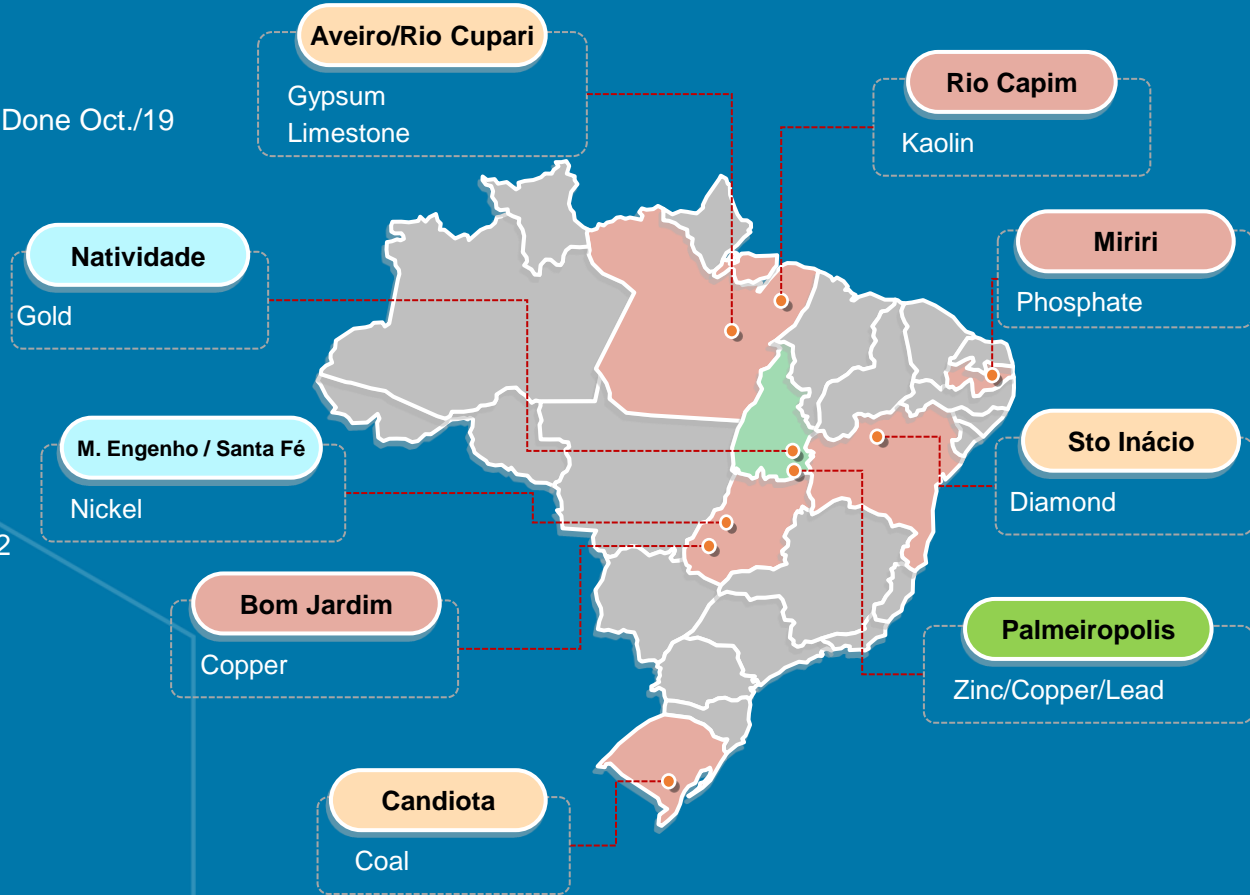 Aveiro/Rio Cupari
Gypsum
Limestone
Done Oct./19
Rio Capim
Kaolin
Natividade
Gold
Miriri
Phosphate
M. Engenho / Santa Fé
Nickel
Sto Inácio
Diamond
2
Bom Jardim
Copper
Palmeiropolis
Zinc/Copper/Lead
Candiota
Coal